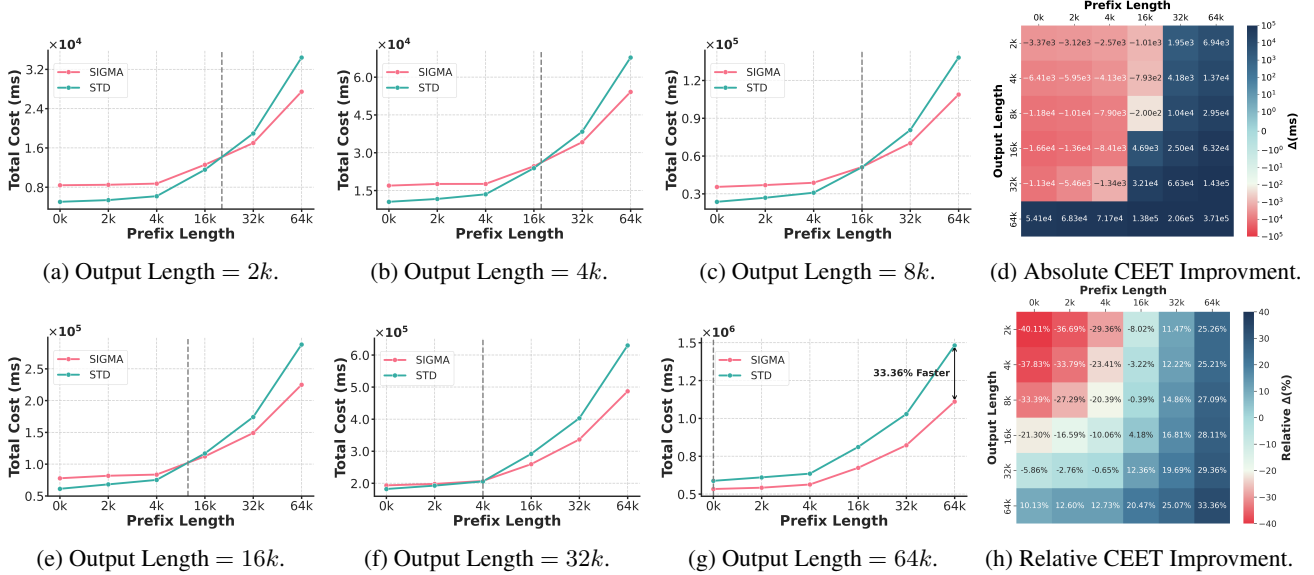 ×10⁴
Total Cost (ms)
3.2
2.4
1.6
0.8
SIGMA
STD
0k 2k 4k 16k 32k 64k
Prefix Length
(a) Output Length = 2k.
×10⁴
Total Cost (ms)
6.0
4.5
3.0
1.5
SIGMA
STD
0k 2k 4k 16k 32k 64k
Prefix Length
(b) Output Length = 4k.
×10⁵
Total Cost (ms)
1.2
1.0
0.8
0.5
0.3
SIGMA
STD
0k 2k 4k 16k 32k 64k
Prefix Length
(c) Output Length = 8k.
Prefix Length
0k 2k 4k 16k 32k 64k
Output Length
2k −3.37e3 −3.12e3 −2.57e3 −1.01e3 1.95e3 6.94e3
4k −6.41e3 −5.95e3 −4.13e3 −7.93e2 4.18e3 1.37e4
8k −1.18e4 −1.01e4 −7.90e3 −2.00e2 1.04e4 2.95e4
16k −1.66e4 −1.36e4 −8.41e3 4.69e3 2.50e4 6.32e4
32k −1.13e4 −5.46e3 −1.34e3 3.21e4 6.63e4 1.43e5
64k 5.41e4 6.83e4 7.17e4 1.38e5 2.06e5 3.71e5
10⁵
10⁴
10³
10²
10¹
10⁰
0
−10⁰
−10¹
−10²
−10³
−10⁴
−10⁵
Δ(ms)
(d) Absolute CEET Improvment.
×10⁵
Total Cost (ms)
2.5
2.0
1.5
1.0
0.5
SIGMA
STD
0k 2k 4k 16k 32k 64k
Prefix Length
(e) Output Length = 16k.
×10⁵
Total Cost (ms)
6.0
5.0
4.0
3.0
2.0
SIGMA
STD
0k 2k 4k 16k 32k 64k
Prefix Length
(f) Output Length = 32k.
×10⁶
Total Cost (ms)
1.5
1.2
1.0
0.8
0.5
SIGMA
STD
33.36% Faster
0k 2k 4k 16k 32k 64k
Prefix Length
(g) Output Length = 64k.
Prefix Length
0k 2k 4k 16k 32k 64k
Output Length
2k -40.11% -36.69% -29.36% -8.02% 11.47% 25.26%
4k -37.83% -33.79% -23.41% -3.22% 12.22% 25.21%
8k -33.39% -27.29% -20.39% -0.39% 14.86% 27.09%
16k -21.30% -16.59% -10.06% 4.18% 16.81% 28.11%
32k -5.86% -2.76% -0.65% 12.36% 19.69% 29.36%
64k 10.13% 12.60% 12.73% 20.47% 25.07% 33.36%
40
30
20
10
0
−10
−20
−30
−40
Relative Δ(%)
(h) Relative CEET Improvment.